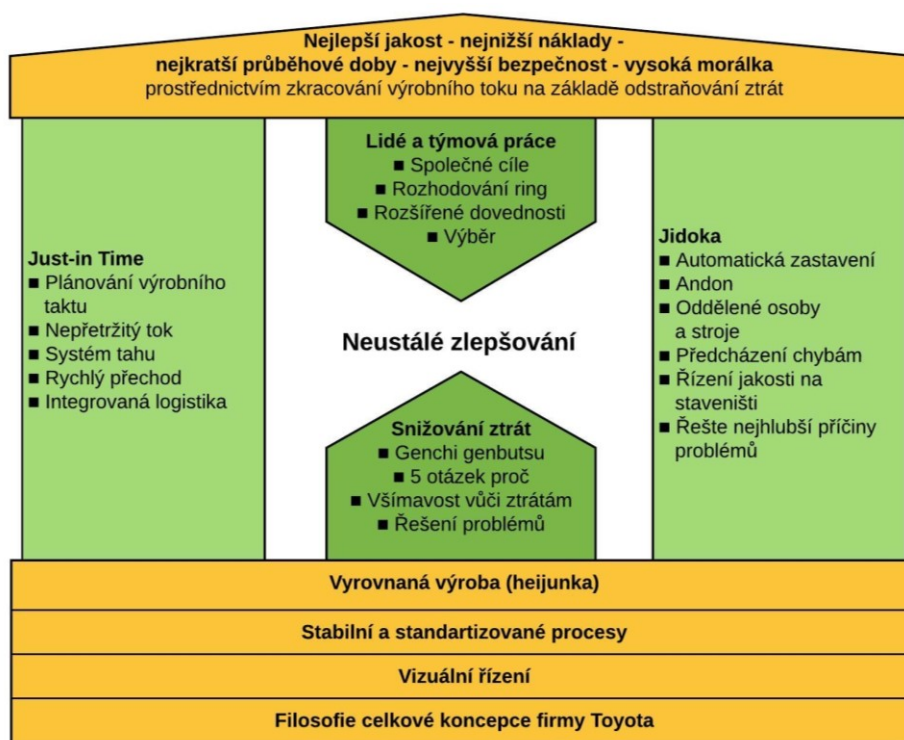 Nejlepší jakost - nejnižší náklady -
nejkratší průběhové doby - nejvyšší bezpečnost - vysoká morálka
prostřednictvím zkracování výrobního toku na základě odstraňování ztrát
Just-in Time
■ Plánování výrobního
taktu
■ Nepřetržitý tok
■ Systém tahu
■ Rychlý přechod
■ Integrovaná logistika
Lidé a týmová práce
■ Společné cíle
■ Rozhodování ring
■ Rozšířené dovednosti
■ Výběr
Neustálé zlepšování
Snižování ztrát
■ Genchi genbutsu
■ 5 otázek proč
■ Všímavost vůči ztrátám
■ Řešení problémů
Jidoka
■ Automatická zastavení
■ Andon
■ Oddělené osoby
a stroje
■ Předcházení chybám
■ Řízení jakosti na
staveništi
■ Řešte nejhlubší příčiny
problémů
Vyrovnaná výroba (heijunka)
Stabilní a standartizované procesy
Vizuální řízení
Filosofie celkové koncepce firmy Toyota